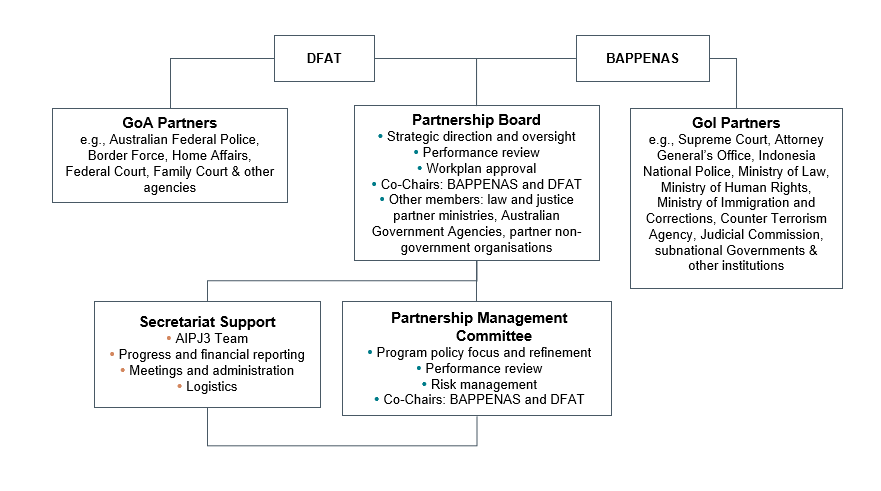 DFAT
BAPPENAS
GoA Partners
e.g., Australian Federal Police,
Border Force, Home Affairs,
Federal Court, Family Court & other
agencies
Partnership Board
• Strategic direction and oversight
• Performance review
• Workplan approval
• Co-Chairs: BAPPENAS and DFAT
• Other members: law and justice
partner ministries, Australian
Government Agencies, partner non-
government organisations
GoI Partners
e.g., Supreme Court, Attorney
General's Office, Indonesia
National Police, Ministry of Law,
Ministry of Human Rights,
Ministry of Immigration and
Corrections, Counter Terrorism
Agency, Judicial Commission,
subnational Governments &
other institutions
Secretariat Support
• AIPJ3 Team
• Progress and financial reporting
• Meetings and administration
• Logistics
Partnership Management
Committee
• Program policy focus and refinement
• Performance review
• Risk management
• Co-Chairs: BAPPENAS and DFAT